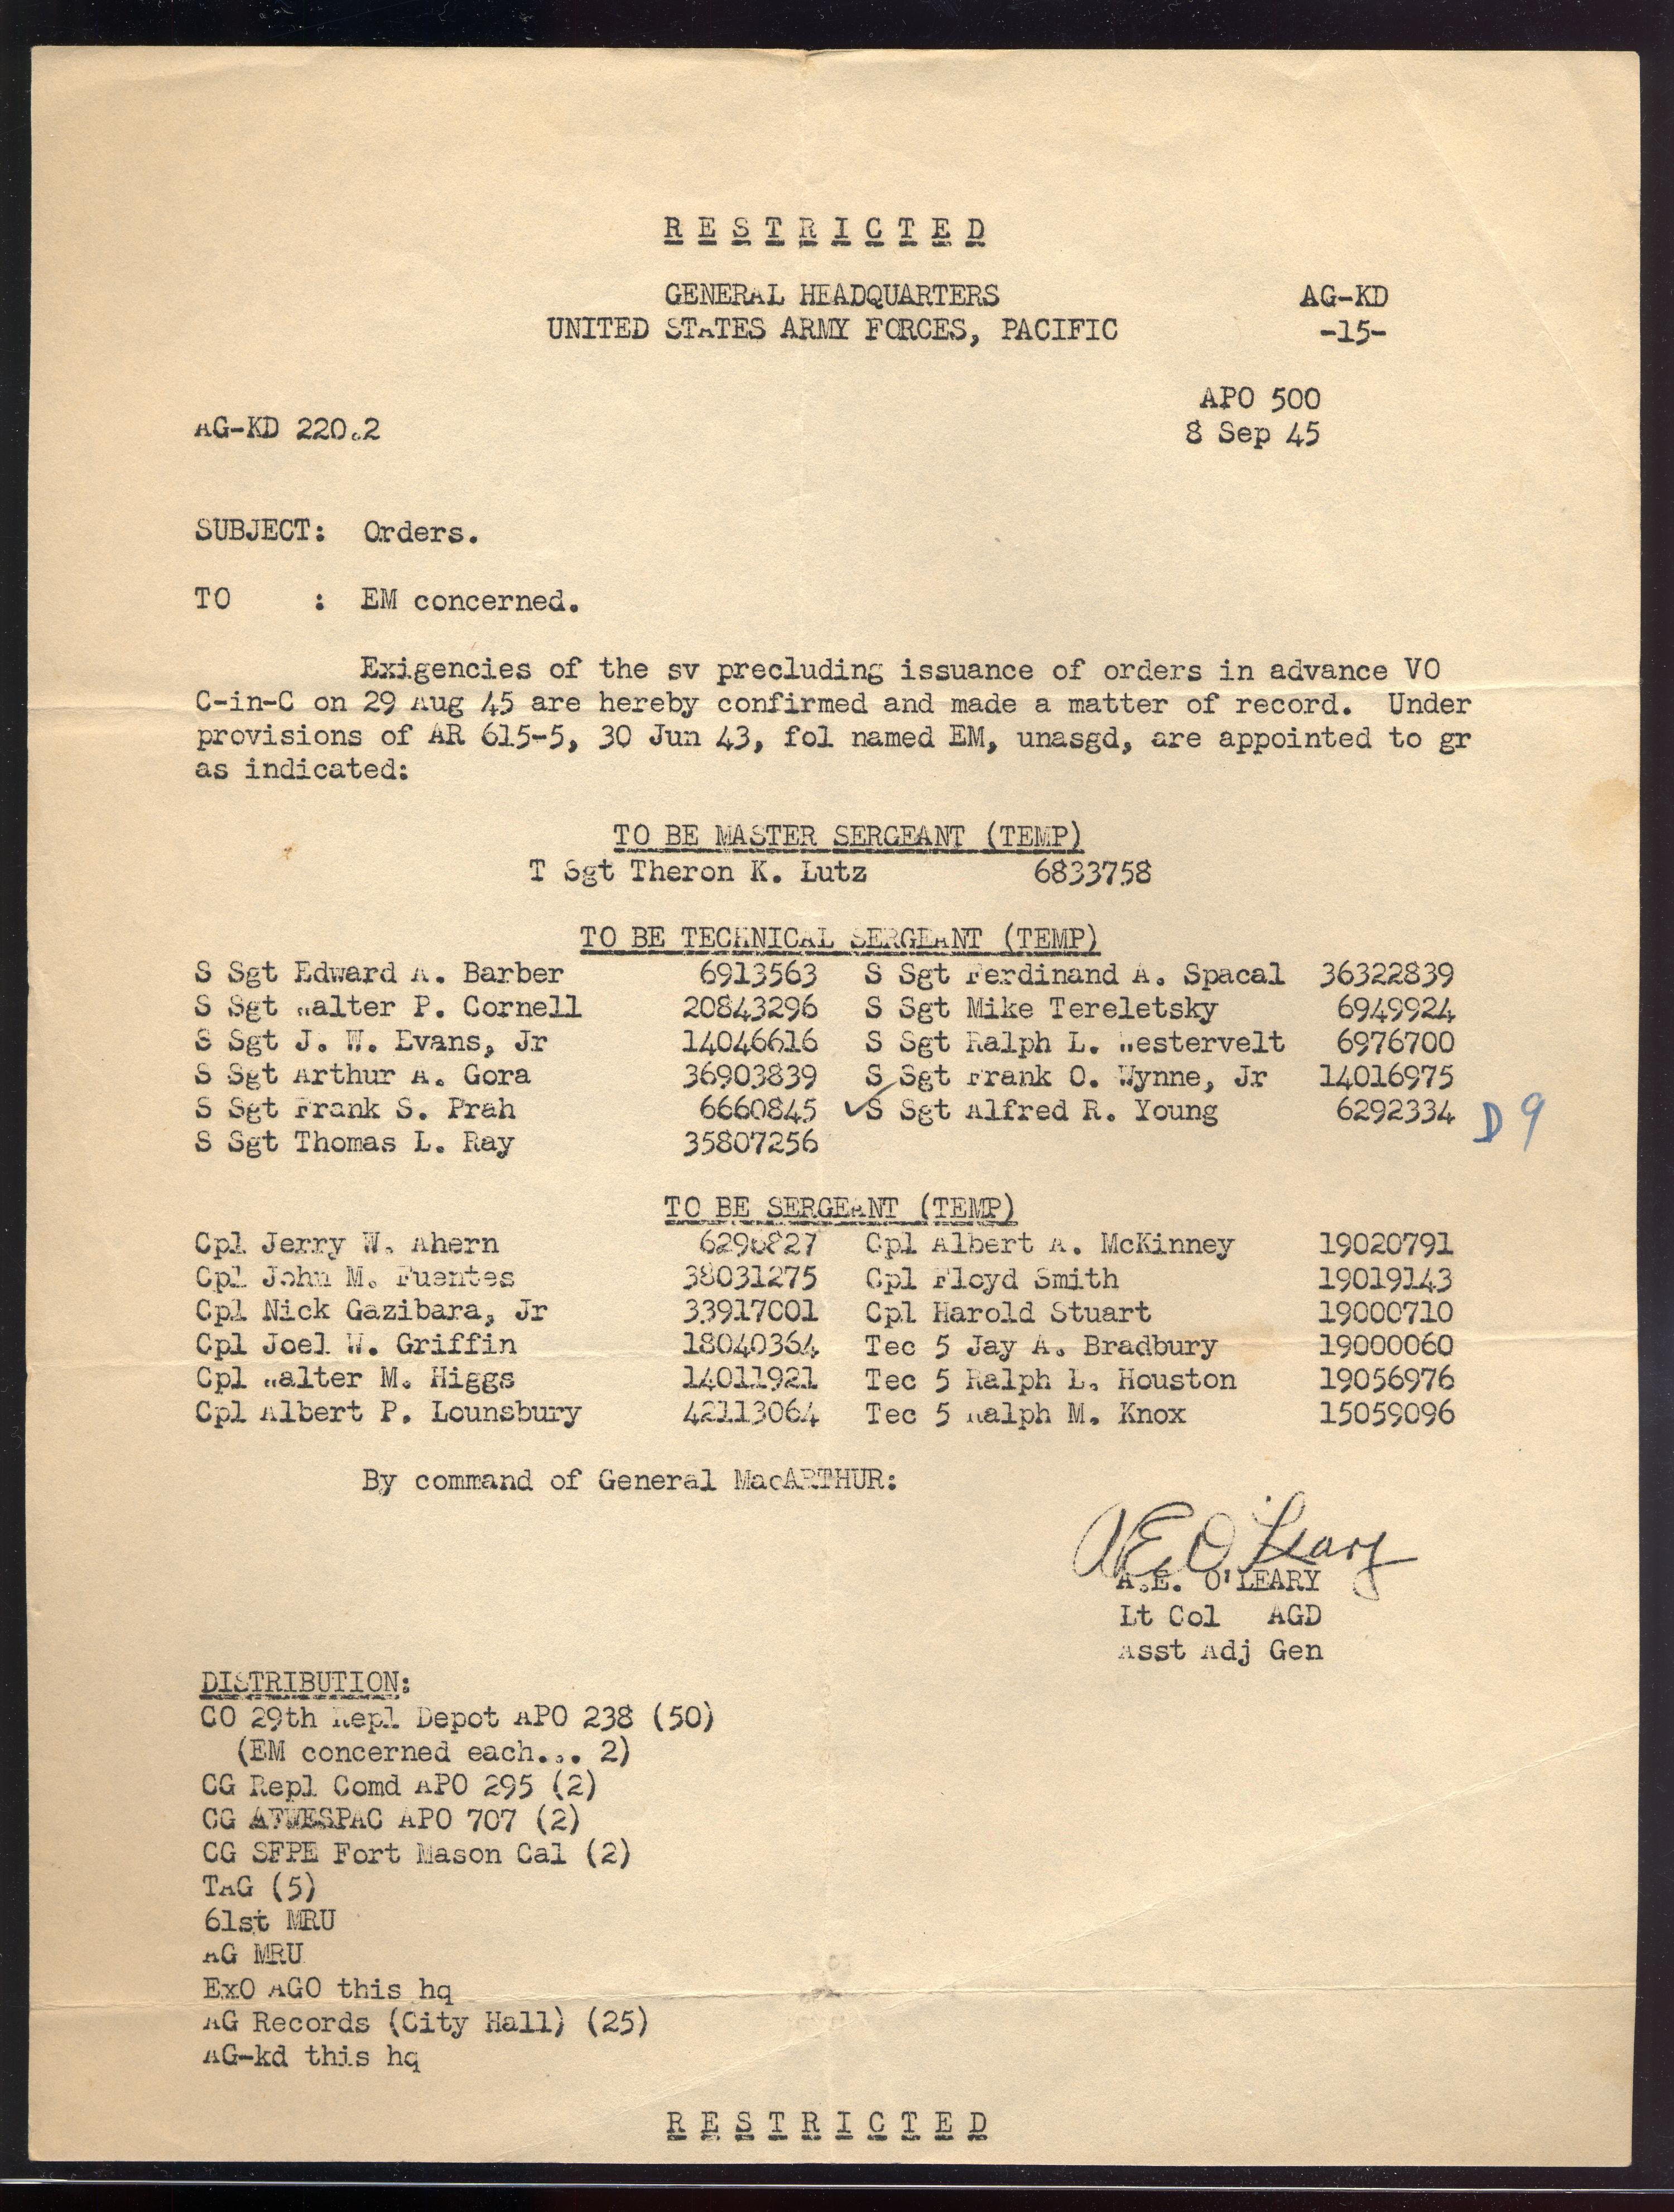 RESTRICTED
GENERAL HEADQUARTERS AG-KD
UNITED STATES ARMY FORCES, PACIFIC -15-
APO 500
AG-KD 220.2 8 Sep 45
SUBJECT: Orders.
TO : EM concerned.
Exigencies of the sv precluding issuance of orders in advance VO
C-in-C on 29 Aug 45 are hereby confirmed and made a matter of record. Under
provisions of AR 615-5, 30 Jun 43, fol named EM, unasgd, are appointed to gr
as indicated:
TO BE MASTER SERGEANT (TEMP)
T Sgt Theron K. Lutz 6833758
TO BE TECHNICAL SERGEANT (TEMP)
S Sgt Edward A. Barber 6913563 S Sgt Ferdinand A. Spacal 36322839
S Sgt Walter P. Cornell 20843296 S Sgt Mike Tereletsky 6949924
S Sgt J. W. Evans, Jr 14046616 S Sgt Ralph L. Westervelt 6976700
S Sgt Arthur A. Gora 36903839 S Sgt Frank O. Wynne, Jr 14016975
S Sgt Frank S. Prah 6660845 ✓S Sgt Alfred R. Young 6292334 D 9
S Sgt Thomas L. Ray 35807256
TO BE SERGEANT (TEMP)
Cpl Jerry W. Ahern 6296827 Cpl Albert A. McKinney 19020791
Cpl John M. Fuentes 38031275 Cpl Floyd Smith 19019143
Cpl Nick Gazibara, Jr 33917001 Cpl Harold Stuart 19000710
Cpl Joel W. Griffin 18040364 Tec 5 Jay A. Bradbury 19000060
Cpl Walter M. Higgs 14011921 Tec 5 Ralph L. Houston 19056976
Cpl Albert P. Lounsbury 42113064 Tec 5 Ralph M. Knox 15059096
By command of General MacARTHUR:
A E O'Leary
A.E. O'LEARY
Lt Col AGD
Asst Adj Gen
DISTRIBUTION:
CO 29th Repl Depot APO 238 (50)
(EM concerned each... 2)
CG Repl Comd APO 295 (2)
CG AFWESPAC APO 707 (2)
CG SFPE Fort Mason Cal (2)
TAG (5)
61st MRU
AG MRU
ExO AGO this hq
AG Records (City Hall) (25)
AG-kd this hq
RESTRICTED